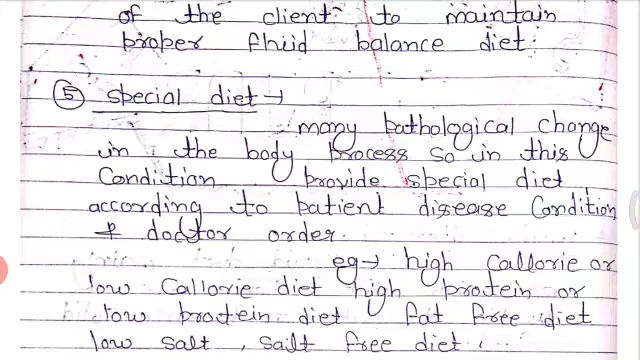 of the client to maintain
proper fluid balance diet.
⑤ special diet →
many pathological change
in the body process so in this
Condition provide special diet
according to patient disease Condition
+ doctor order.
eg → high callorie or
low callorie diet high protein or
low protein diet fat free diet
low salt, sailt free diet.